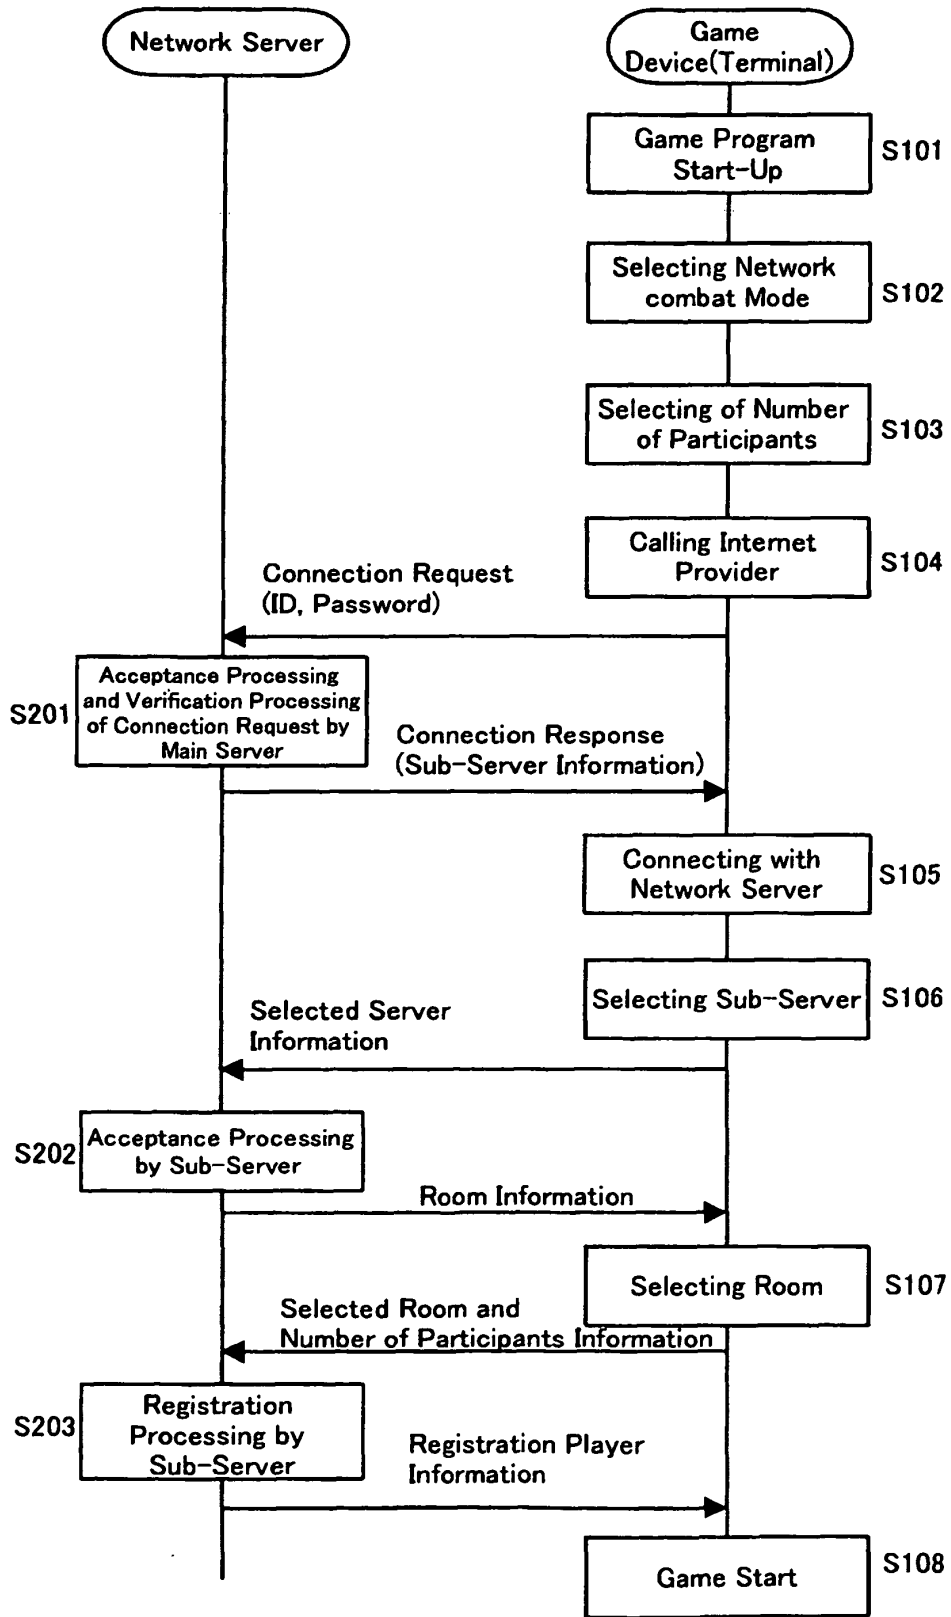 Network Server
Game
Device(Terminal)
Game Program
Start-Up
S101
Selecting Network
combat Mode
S102
Selecting of Number
of Participants
S103
Calling Internet
Provider
S104
Connection Request
(ID, Password)
Acceptance Processing
and Verification Processing
of Connection Request by
Main Server
S201
Connection Response
(Sub-Server Information)
Connecting with
Network Server
S105
Selecting Sub-Server
S106
Selected Server
Information
S202
Acceptance Processing
by Sub-Server
Room Information
Selecting Room
S107
Selected Room and
Number of Participants Information
S203
Registration
Processing by
Sub-Server
Registration Player
Information
Game Start
S108